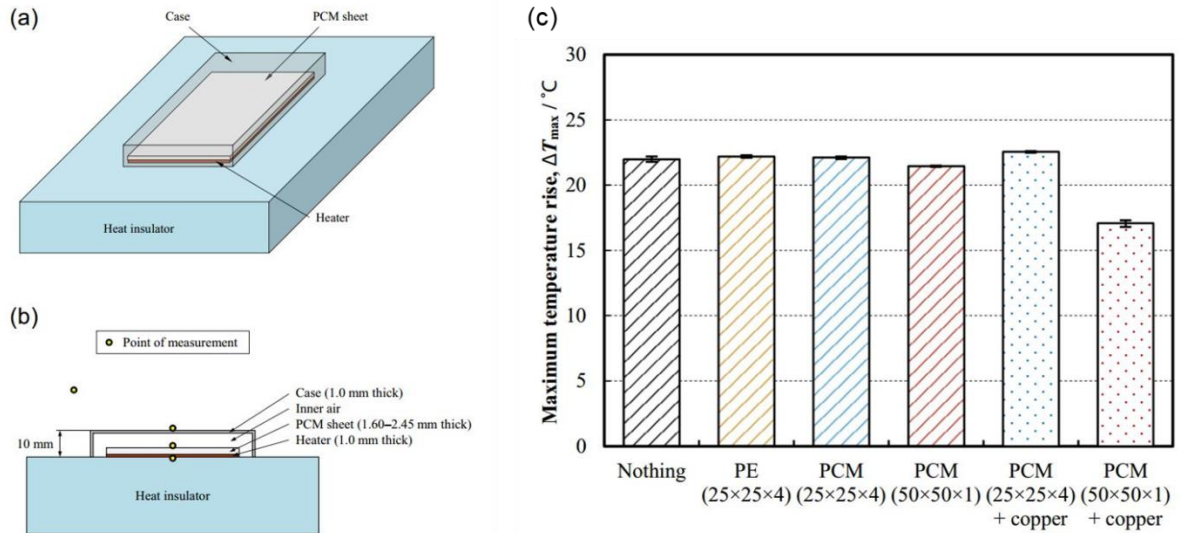 (a)
Case
PCM sheet
Heater
Heat insulator
(b)
Point of measurement
Case (1.0 mm thick)
Inner air
PCM sheet (1.60–2.45 mm thick)
Heater (1.0 mm thick)
10 mm
Heat insulator
(c)
Maximum temperature rise, ΔTmax / °C
30
25
20
15
10
5
0
Nothing
PE
(25×25×4)
PCM
(25×25×4)
PCM
(50×50×1)
PCM
(25×25×4)
+ copper
PCM
(50×50×1)
+ copper